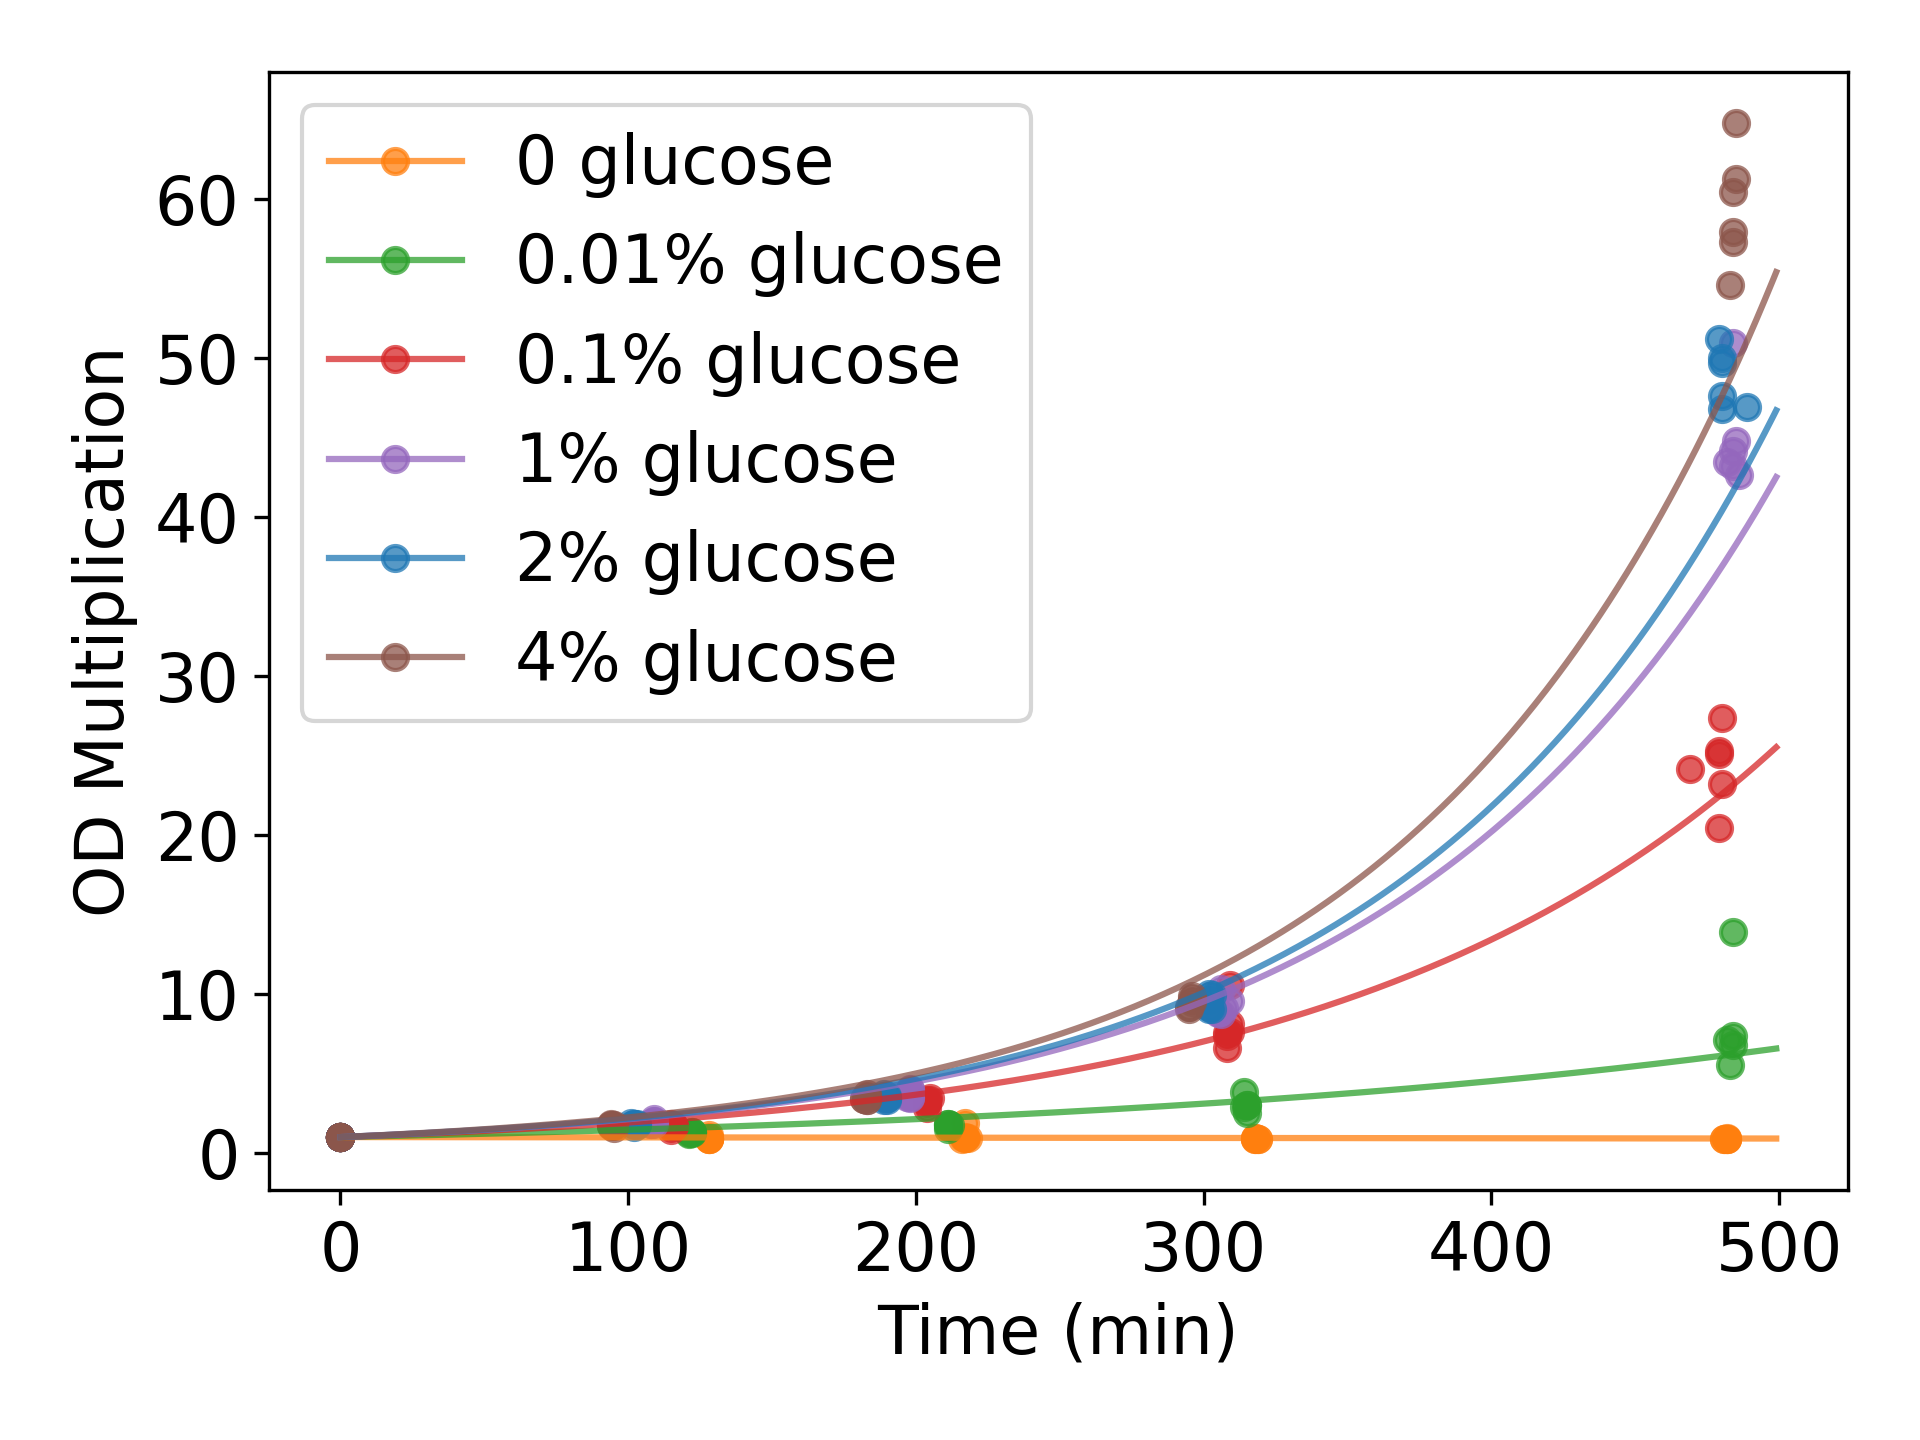 0 glucose
0.01% glucose
0.1% glucose
1% glucose
2% glucose
4% glucose
OD Multiplication
60
50
40
30
20
10
0
0 100 200 300 400 500
Time (min)